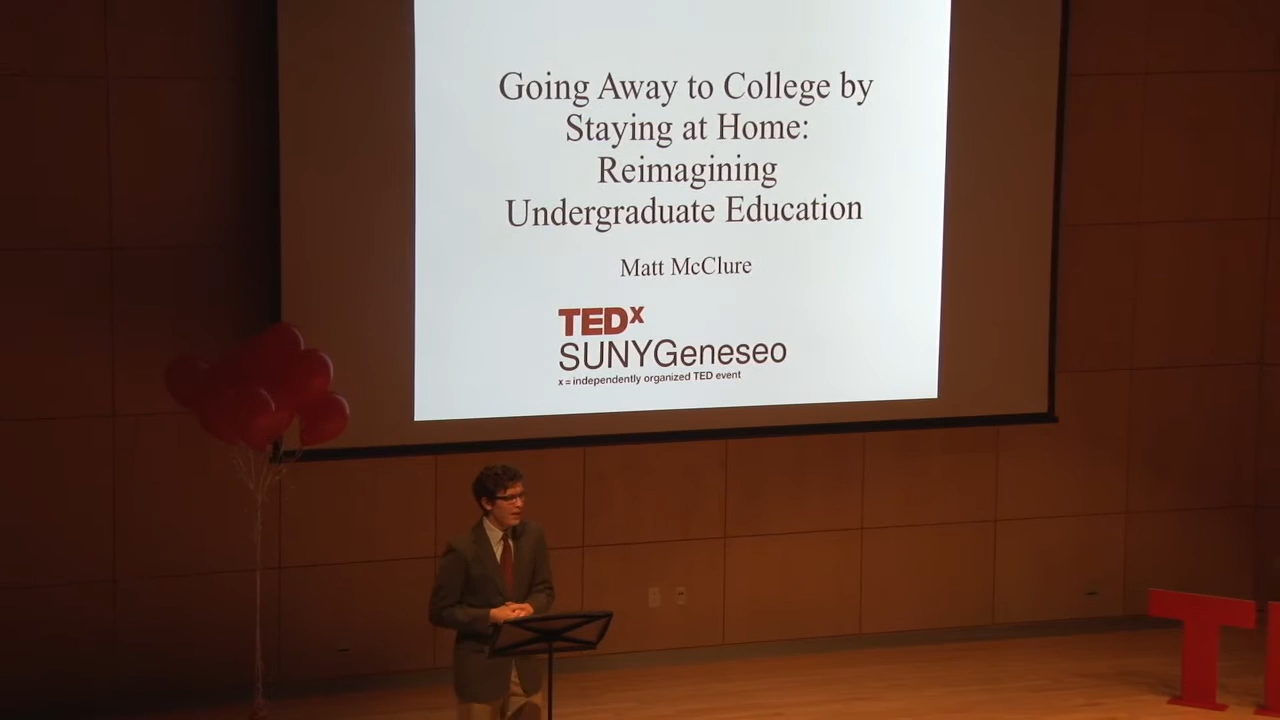 Going Away to College by
Staying at Home:
Reimagining
Undergraduate Education
Matt McClure
TEDx
SUNYGeneseo
x = independently organized TED event
T